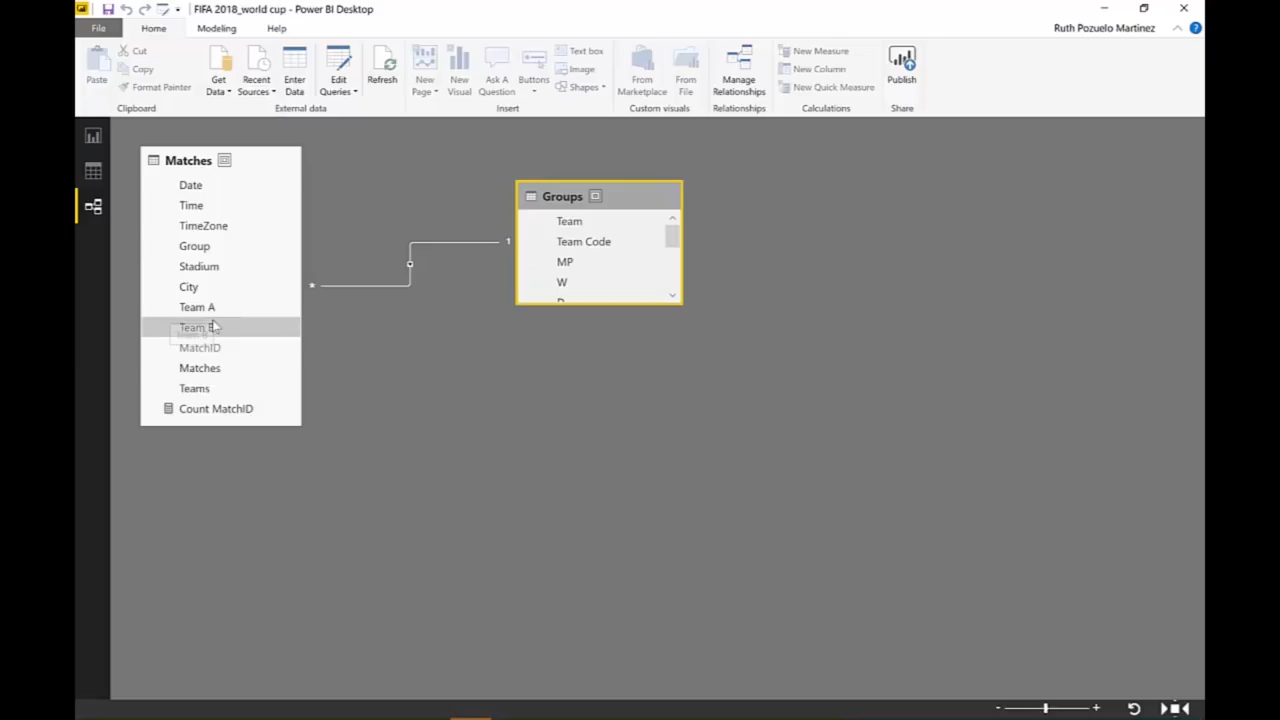 FIFA 2018_world cup - Power BI Desktop
File Home Modeling Help Ruth Pozuelo Martinez ?
Paste
Cut
Copy
Format Painter
Clipboard
Get Data
Recent Sources
Enter Data
Edit Queries
Refresh
External data
New Page
New Visual
Ask A Question
Buttons
Text box
Image
Shapes
Insert
From Marketplace
From File
Custom visuals
Manage Relationships
Relationships
New Measure
New Column
New Quick Measure
Calculations
Publish
Share
Matches
Date
Time
TimeZone
Group
Stadium
City
Team A
Team
MatchID
Matches
Teams
Count MatchID
*
1
Groups
Team
Team Code
MP
W
- +